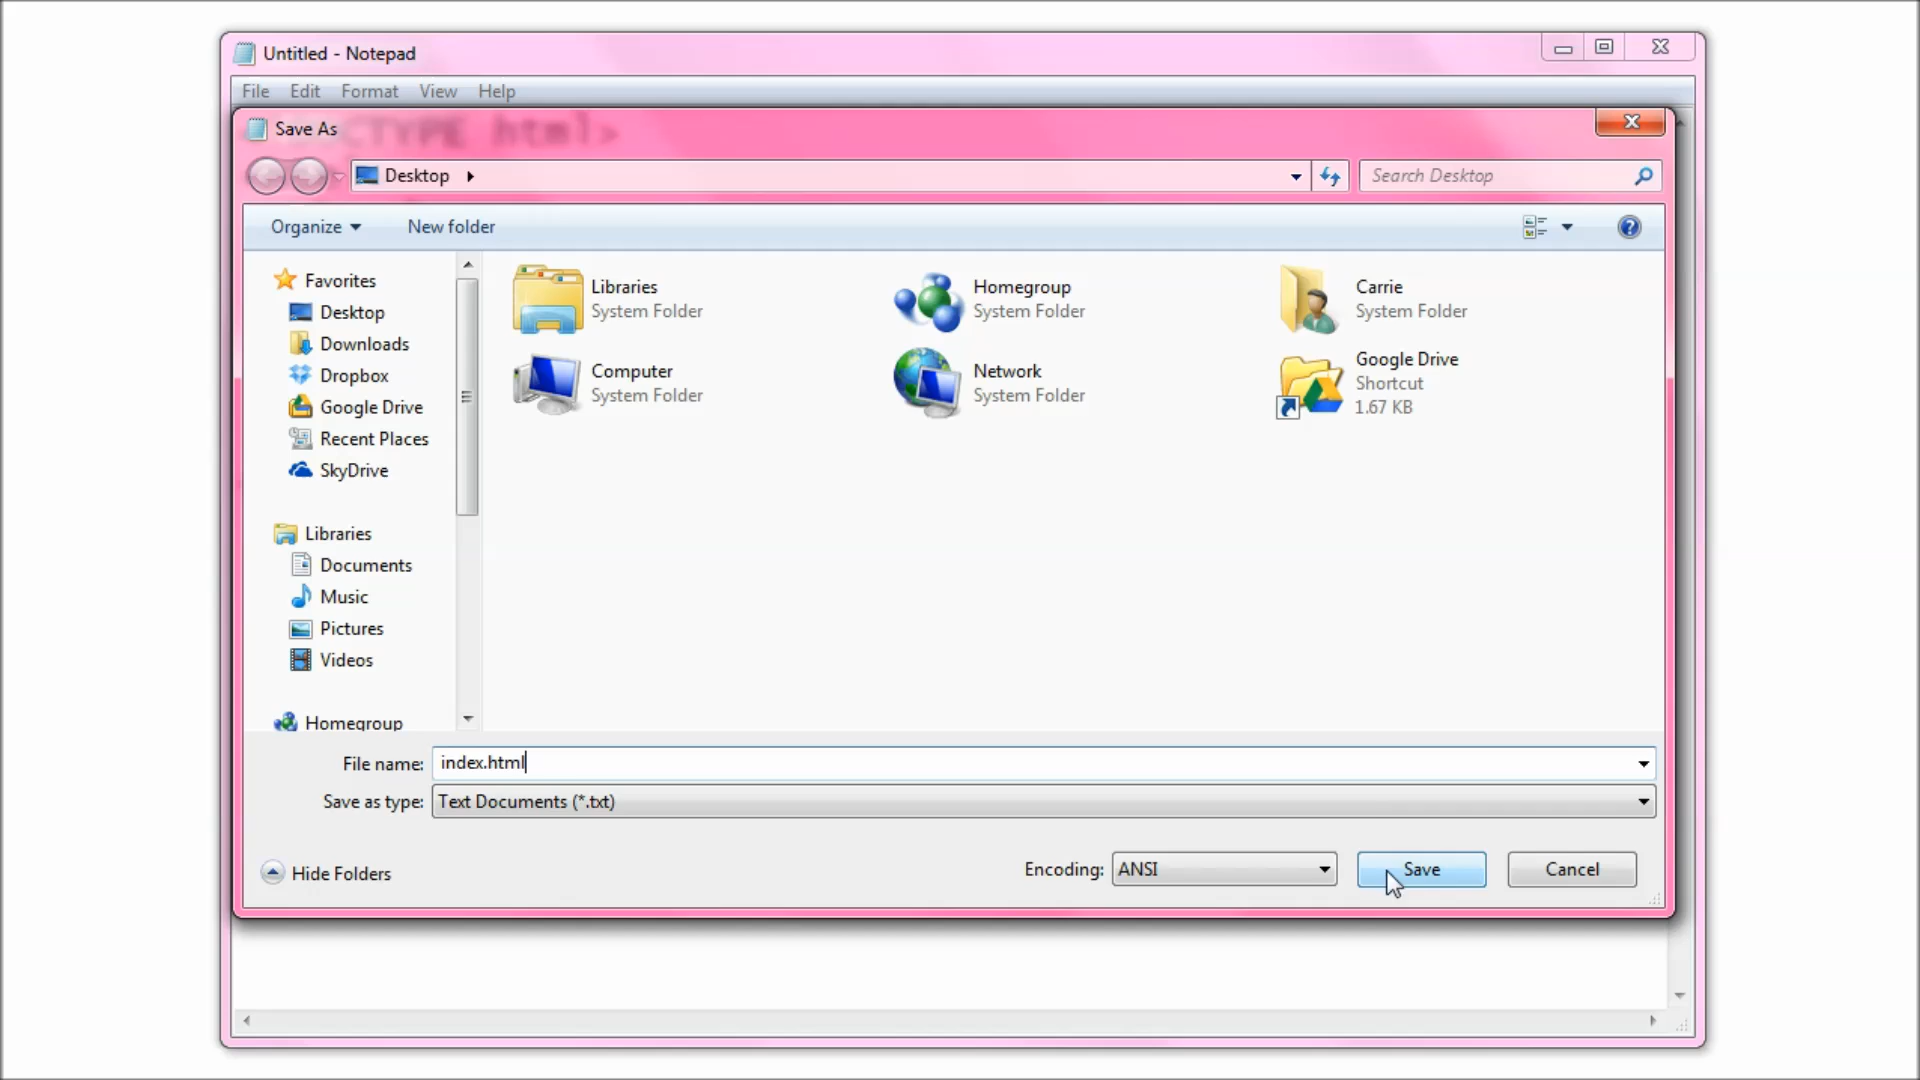 Untitled - Notepad
File Edit Format View Help
Save As
CTYPE html>
Desktop
Search Desktop
Organize
New folder
Favorites
Desktop
Downloads
Dropbox
Google Drive
Recent Places
SkyDrive
Libraries
Documents
Music
Pictures
Videos
Homegroup
Libraries
System Folder
Homegroup
System Folder
Carrie
System Folder
Computer
System Folder
Network
System Folder
Google Drive
Shortcut
1.67 KB
File name: index.html
Save as type: Text Documents (*.txt)
Hide Folders
Encoding: ANSI
Save
Cancel